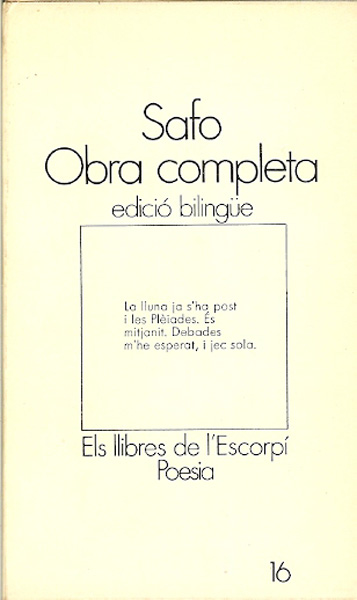 Safo
Obra completa
edició bilingüe
La lluna ja s'ha post
i les Plèiades. És
mitjanit. Debades
m'he esperat, i jec sola.
Els llibres de l'Escorpí
Poesia
16